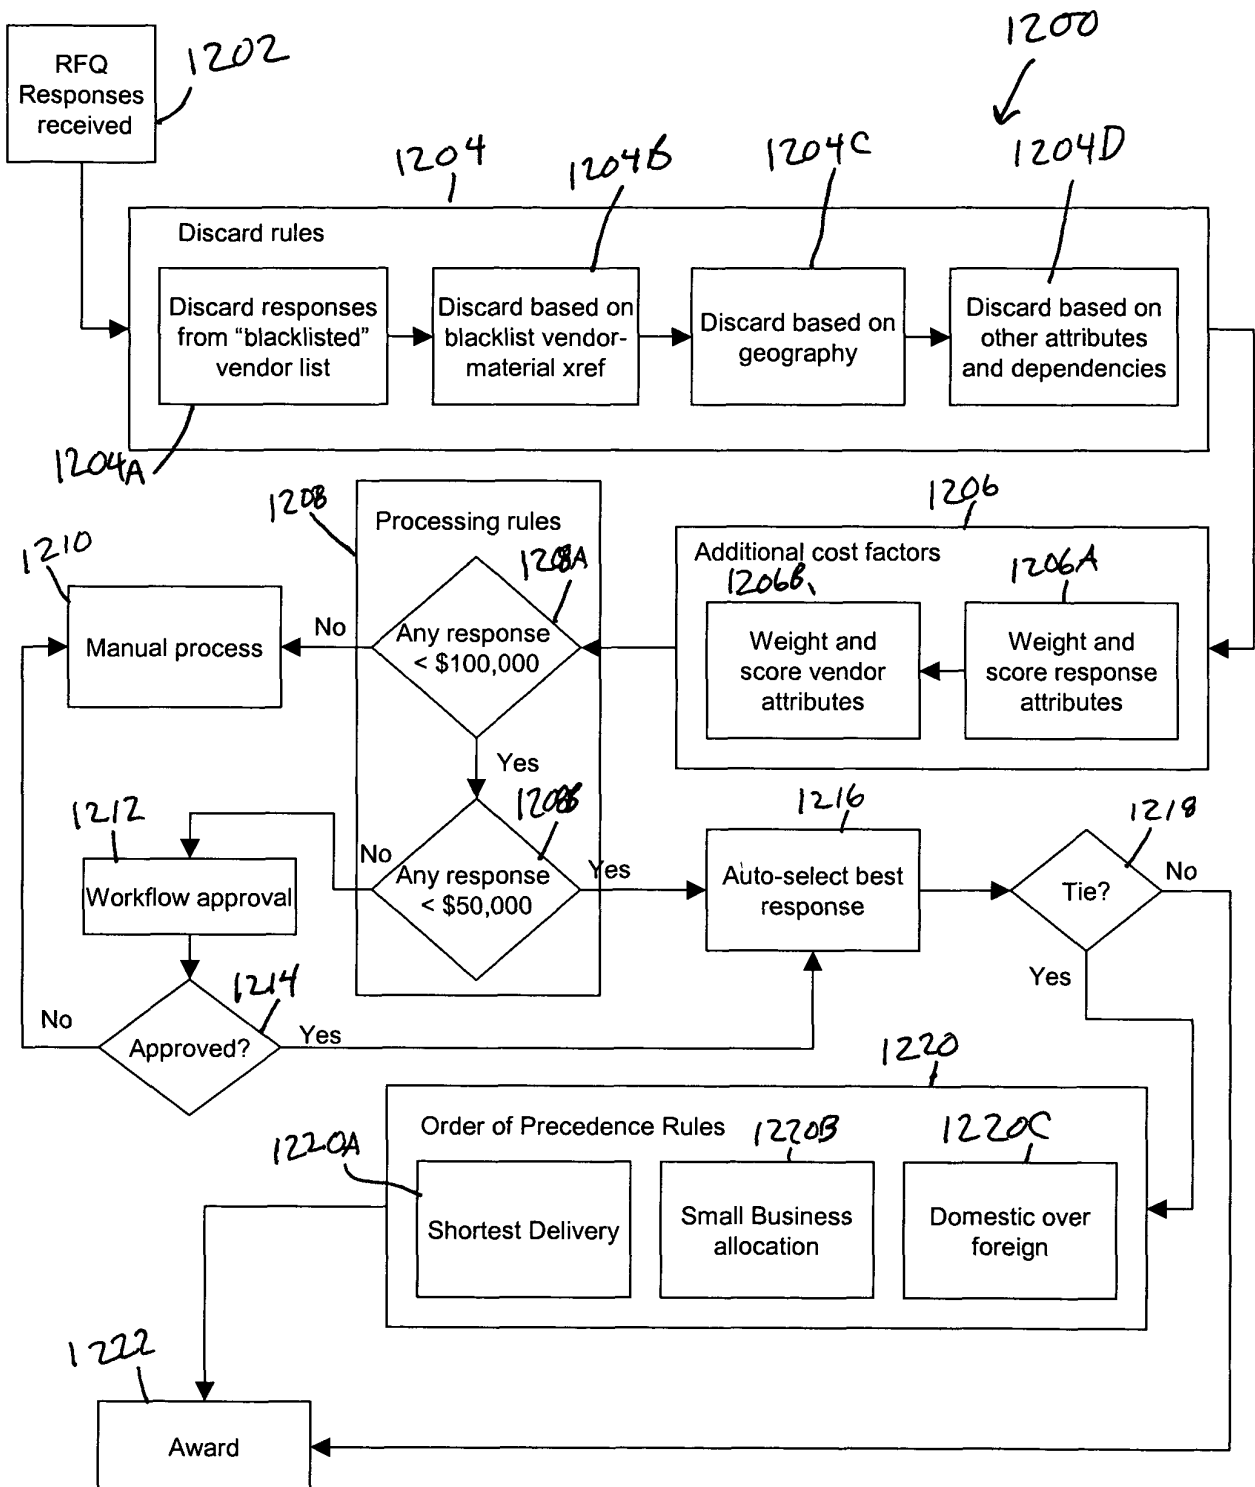 1200
RFQ
Responses
received
1202
1204
1204B
1204C
1204D
Discard rules
Discard responses
from “blacklisted”
vendor list
Discard based on
blacklist vendor-
material xref
Discard based on
geography
Discard based on
other attributes
and dependencies
1204A
1208
Processing rules
1206
Additional cost factors
1210
1208A
1206B
1206A
Manual process
No
Any response
< $100,000
Weight and
score vendor
attributes
Weight and
score response
attributes
Yes
1212
1208B
1216
1218
Workflow approval
No
Any response
< $50,000
Yes
Auto-select best
response
Tie?
No
Yes
1214
No
Approved?
Yes
1220
Order of Precedence Rules
1220A
1220B
1220C
Shortest Delivery
Small Business
allocation
Domestic over
foreign
1222
Award